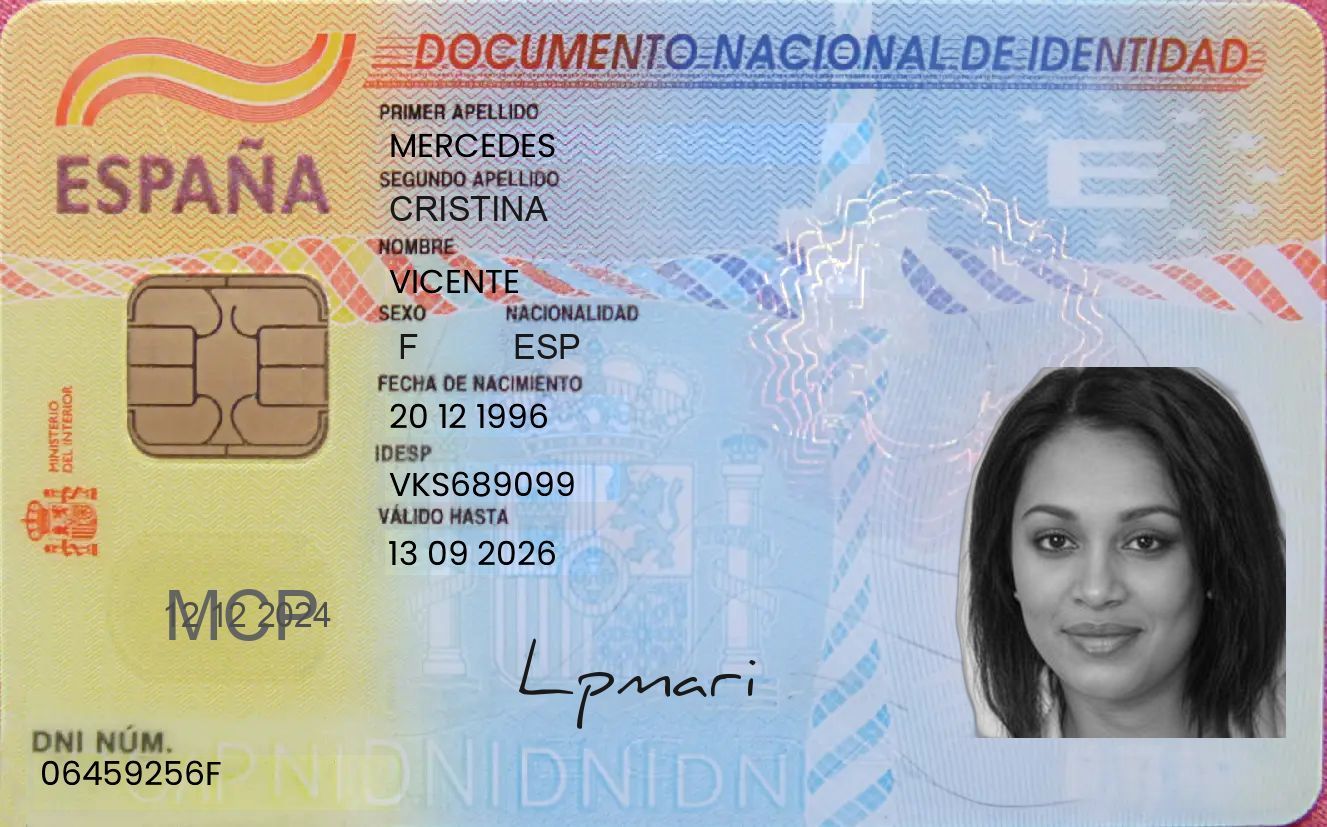 DOCUMENTO NACIONAL DE IDENTIDAD
ESPAÑA
PRIMER APELLIDO
MERCEDES
SEGUNDO APELLIDO
CRISTINA
NOMBRE
VICENTE
SEXO NACIONALIDAD
F ESP
FECHA DE NACIMIENTO
20 12 1996
IDESP
VKS689099
VÁLIDO HASTA
13 09 2026
MINISTERIO
DEL INTERIOR
E
MCP
12 12 2024
Lpmari
DNI NÚM.
06459256F
DNIDNIDNIDN